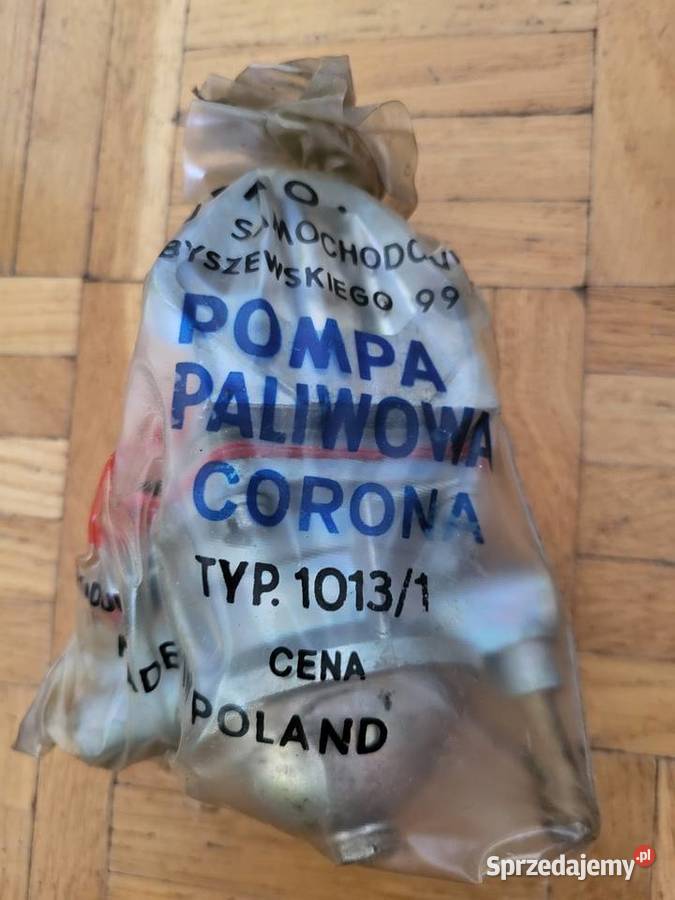 SAMOCHODOW
BYSZEWSKIEGO 99
POMPA
PALIWOWA
CORONA
TYP. 1013/1
CENA
POLAND
Sprzedajemy.pl